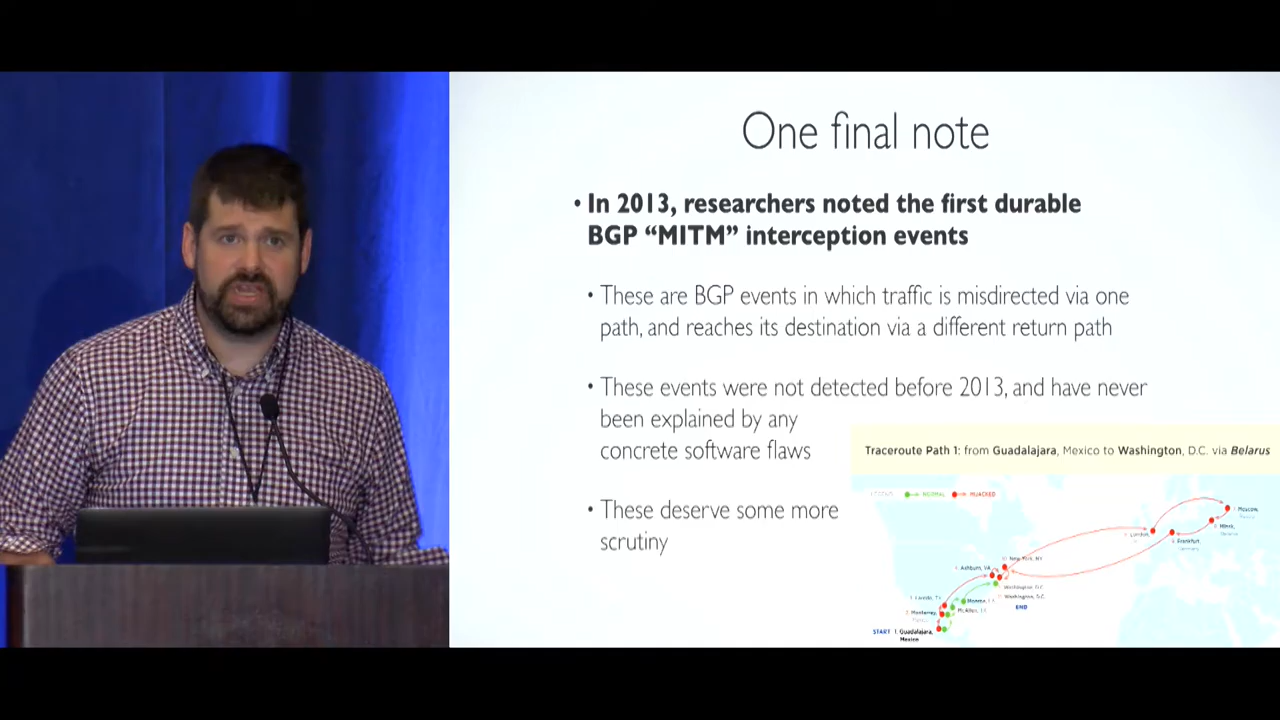 One final note
• In 2013, researchers noted the first durable
BGP “MITM” interception events
• These are BGP events in which traffic is misdirected via one
path, and reaches its destination via a different return path
• These events were not detected before 2013, and have never
been explained by any
concrete software flaws
• These deserve some more
scrutiny
Traceroute Path 1: from Guadalajara, Mexico to Washington, D.C. via Belarus
NORMAL HIJACKED
Moscow,
Minsk,
London,
Frankfurt,
Germany
New York, NY
Ashburn, VA
Washington, D.C.
Washington, D.C.
END
Laredo, TX
Monterrey,
START 1. Guadalajara,
Mexico